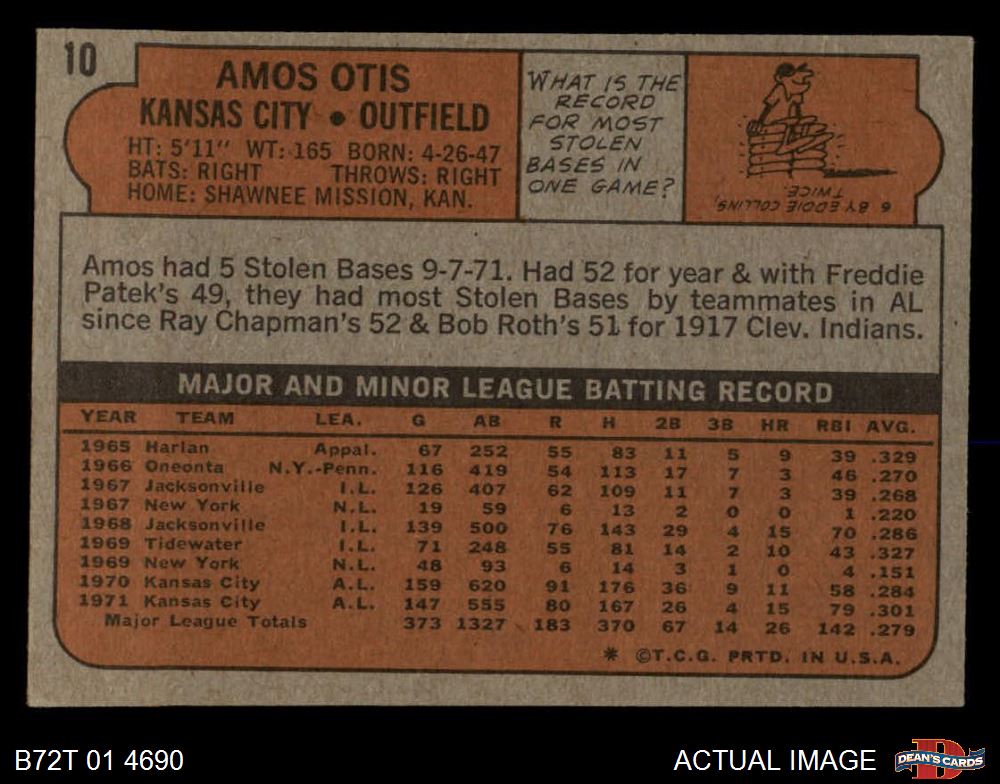 10
AMOS OTIS
KANSAS CITY • OUTFIELD
HT: 5'11" WT: 165 BORN: 4-26-47
BATS: RIGHT THROWS: RIGHT
HOME: SHAWNEE MISSION, KAN.
WHAT IS THE
RECORD
FOR MOST
STOLEN
BASES IN
ONE GAME?
6 BY EDDIE COLLINS,
TWICE.
Amos had 5 Stolen Bases 9-7-71. Had 52 for year & with Freddie
Patek's 49, they had most Stolen Bases by teammates in AL
since Ray Chapman's 52 & Bob Roth's 51 for 1917 Clev. Indians.
MAJOR AND MINOR LEAGUE BATTING RECORD
YEAR TEAM LEA. G AB R H 2B 3B HR RBI AVG.
1965 Harlan Appal. 67 252 55 83 11 5 9 39 .329
1966 Oneonta N.Y.-Penn. 116 419 54 113 17 7 3 46 .270
1967 Jacksonville I.L. 126 407 62 109 11 7 3 39 .268
1967 New York N.L. 19 59 6 13 2 0 0 1 .220
1968 Jacksonville I.L. 139 500 76 143 29 4 15 70 .286
1969 Tidewater I.L. 71 248 55 81 14 2 10 43 .327
1969 New York N.L. 48 93 6 14 3 1 0 4 .151
1970 Kansas City A.L. 159 620 91 176 36 9 11 58 .284
1971 Kansas City A.L. 147 555 80 167 26 4 15 79 .301
Major League Totals 373 1327 183 370 67 14 26 142 .279
* ©T.C.G. PRTD. IN U.S.A.
B72T 01 4690
ACTUAL IMAGE
D
DEAN'S CARDS